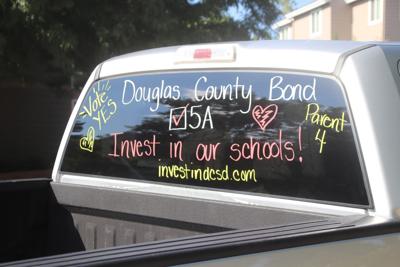 Vote
YES
Douglas County Bond
5A
Parent
4
Invest in our schools!
investindcsd.com